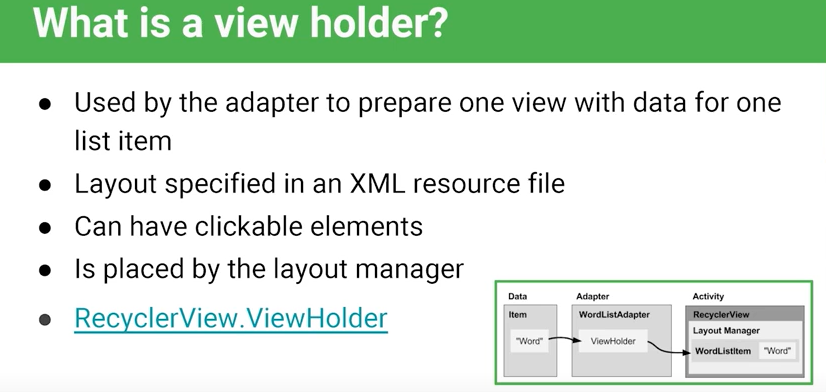 What is a view holder?
● Used by the adapter to prepare one view with data for one
list item
● Layout specified in an XML resource file
● Can have clickable elements
● Is placed by the layout manager
● RecyclerView.ViewHolder
Data
Item
"Word"
Adapter
WordListAdapter
ViewHolder
Activity
RecyclerView
Layout Manager
WordListItem "Word"